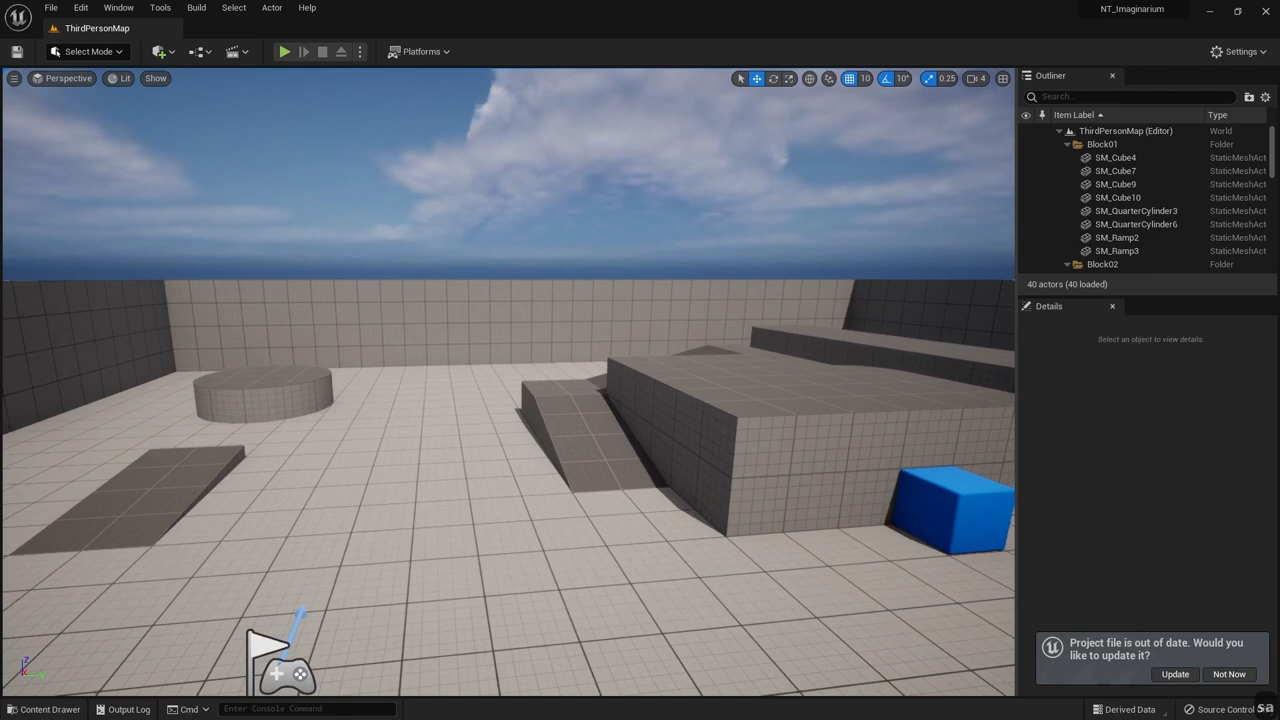 File Edit Window Tools Build Select Actor Help
NT_Imaginarium
ThirdPersonMap
Select Mode
Platforms
Settings
Perspective Lit Show
10 10° 0.25 4
Outliner
Search...
Item Label Type
ThirdPersonMap (Editor) World
Block01 Folder
SM_Cube4 StaticMeshAct
SM_Cube7 StaticMeshAct
SM_Cube9 StaticMeshAct
SM_Cube10 StaticMeshAct
SM_QuarterCylinder3 StaticMeshAct
SM_QuarterCylinder6 StaticMeshAct
SM_Ramp2 StaticMeshAct
SM_Ramp3 StaticMeshAct
Block02 Folder
40 actors (40 loaded)
Details
Select an object to view details.
Project file is out of date. Would you
like to update it?
Update Not Now
Z
Content Drawer Output Log Cmd Enter Console Command
Derived Data Source Control
sa